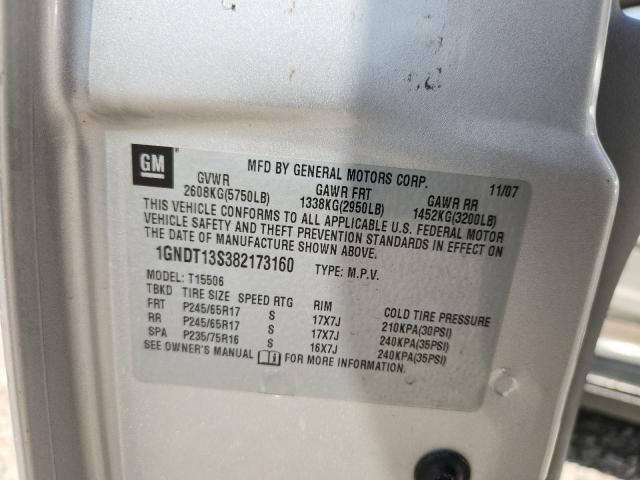 GM
MFD BY GENERAL MOTORS CORP. 11/07
GVWR GAWR FRT GAWR RR
2608KG(5750LB) 1338KG(2950LB) 1452KG(3200LB)
THIS VEHICLE CONFORMS TO ALL APPLICABLE U.S. FEDERAL MOTOR
VEHICLE SAFETY AND THEFT PREVENTION STANDARDS IN EFFECT ON
THE DATE OF MANUFACTURE SHOWN ABOVE.
1GNDT13S382173160 TYPE: M.P.V.
MODEL: T15506
TBKD TIRE SIZE SPEED RTG RIM COLD TIRE PRESSURE
FRT P245/65R17 S 17X7J 210KPA(30PSI)
RR P245/65R17 S 17X7J 240KPA(35PSI)
SPA P235/75R16 S 16X7J 240KPA(35PSI)
SEE OWNER'S MANUAL FOR MORE INFORMATION.